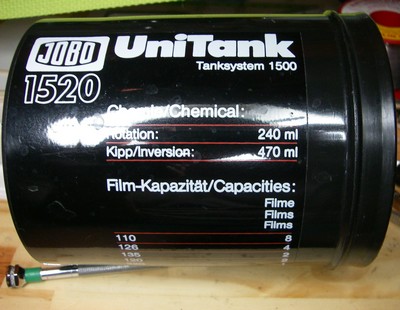 JOBO UniTank
Tanksystem 1500
1520
Chemie/Chemical:
Rotation: 240 ml
Kipp/Inversion: 470 ml
Film-Kapazität/Capacities:
Filme
Films
Films
110 8
126 4
135 2